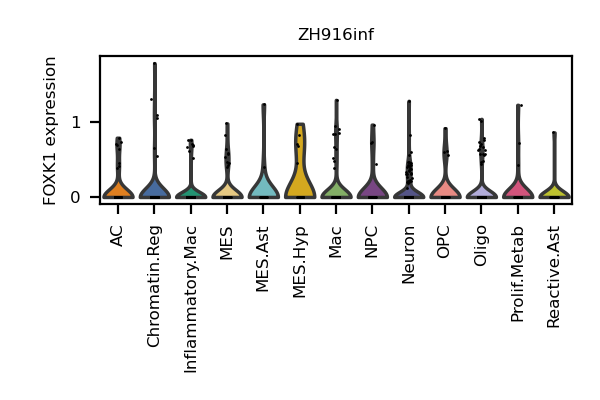 ZH916inf
FOXK1 expression
1
0
AC
Chromatin.Reg
Inflammatory.Mac
MES
MES.Ast
MES.Hyp
Mac
NPC
Neuron
OPC
Oligo
Prolif.Metab
Reactive.Ast